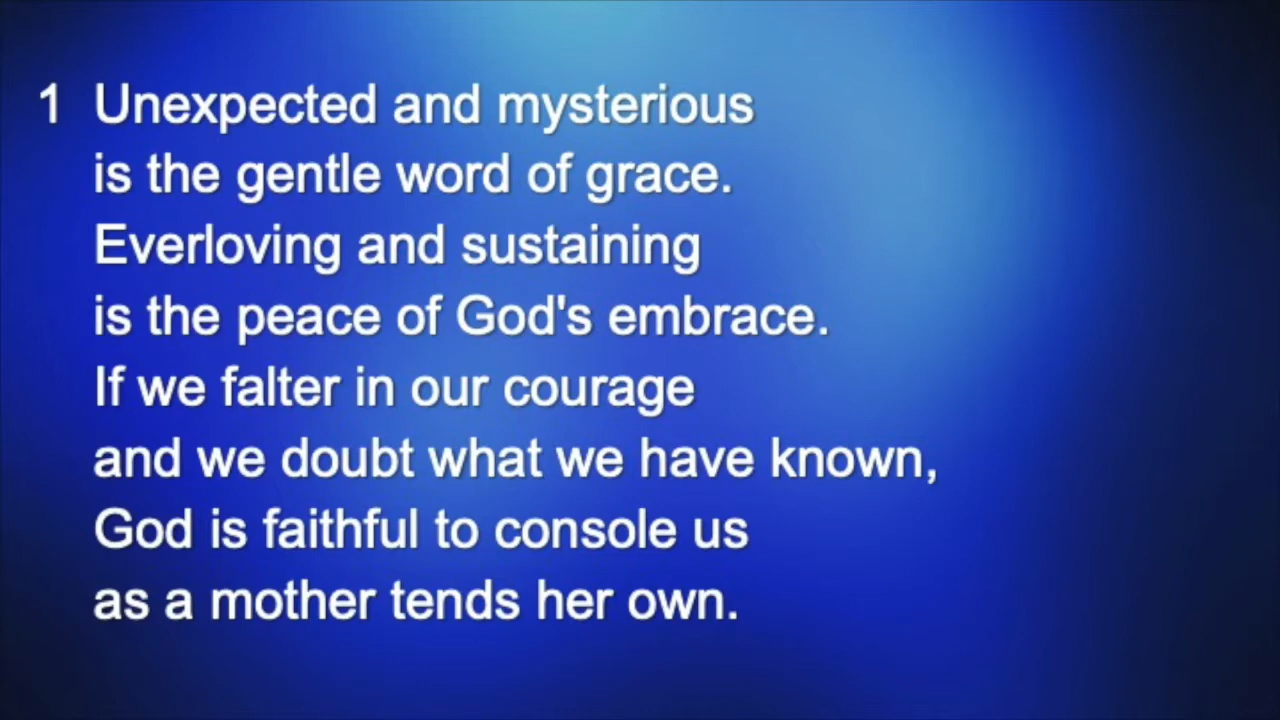 1 Unexpected and mysterious
is the gentle word of grace.
Everloving and sustaining
is the peace of God's embrace.
If we falter in our courage
and we doubt what we have known,
God is faithful to console us
as a mother tends her own.